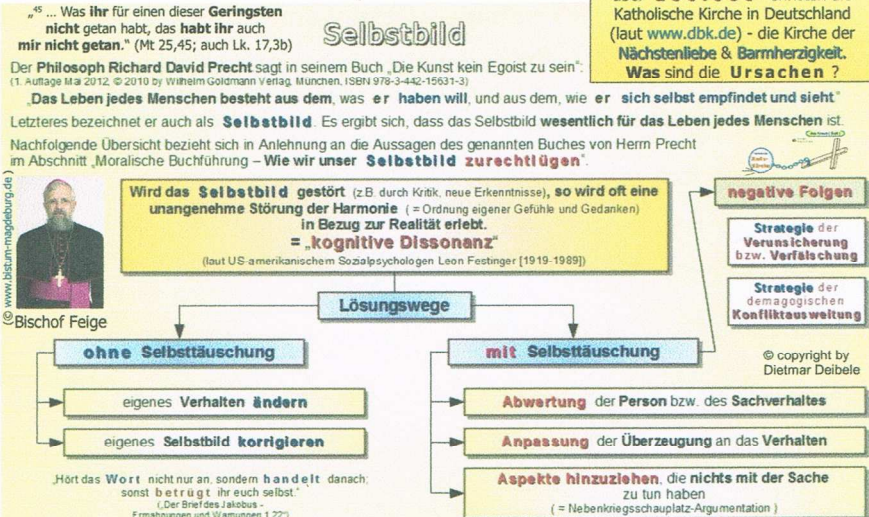 „⁴⁵ ... Was ihr für einen dieser Geringsten
nicht getan habt, das habt ihr auch
mir nicht getan.“ (Mt 25,45; auch Lk. 17,3b)
Selbstbild
Katholische Kirche in Deutschland
(laut www.dbk.de) - die Kirche der
Nächstenliebe & Barmherzigkeit.
Was sind die Ursachen ?
Der Philosoph Richard David Precht sagt in seinem Buch „Die Kunst kein Egoist zu sein“:
(1. Auflage Mai 2012, © 2010 by Wilhelm Goldmann Verlag, München, ISBN 978-3-442-15631-3)
„Das Leben jedes Menschen besteht aus dem, was er haben will, und aus dem, wie er sich selbst empfindet und sieht“
Letzteres bezeichnet er auch als Selbstbild. Es ergibt sich, dass das Selbstbild wesentlich für das Leben jedes Menschen ist.
Nachfolgende Übersicht bezieht sich in Anlehnung an die Aussagen des genannten Buches von Herrn Precht
im Abschnitt „Moralische Buchführung – Wie wir unser Selbstbild zurechtlügen“.
(© www.bistum-magdeburg.de)
Bischof Feige
Wird das Selbstbild gestört (z.B. durch Kritik, neue Erkenntnisse), so wird oft eine
unangenehme Störung der Harmonie ( = Ordnung eigener Gefühle und Gedanken)
in Bezug zur Realität erlebt.
= „kognitive Dissonanz“
(laut US-amerikanischem Sozialpsychologen Leon Festinger [1919-1989])
negative Folgen
Strategie der
Verunsicherung
bzw. Verfälschung
Strategie der
demagogischen
Konfliktausweitung
Lösungswege
ohne Selbsttäuschung
mit Selbsttäuschung
© copyright by
Dietmar Deibele
eigenes Verhalten ändern
eigenes Selbstbild korrigieren
Abwertung der Person bzw. des Sachverhaltes
Anpassung der Überzeugung an das Verhalten
Aspekte hinzuziehen, die nichts mit der Sache
zu tun haben
( = Nebenkriegsschauplatz-Argumentation )
„Hört das Wort nicht nur an, sondern handelt danach;
sonst betrügt ihr euch selbst.“
(„Der Brief des Jakobus -
Ermahnungen und Warnungen 1,22“)